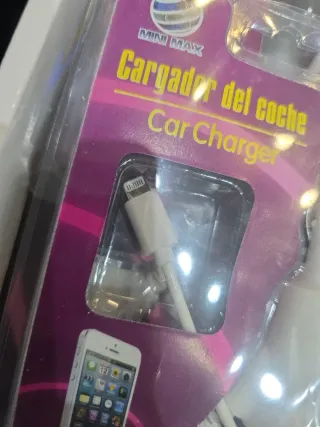 MINI MAX
Cargador del coche
Car Charger